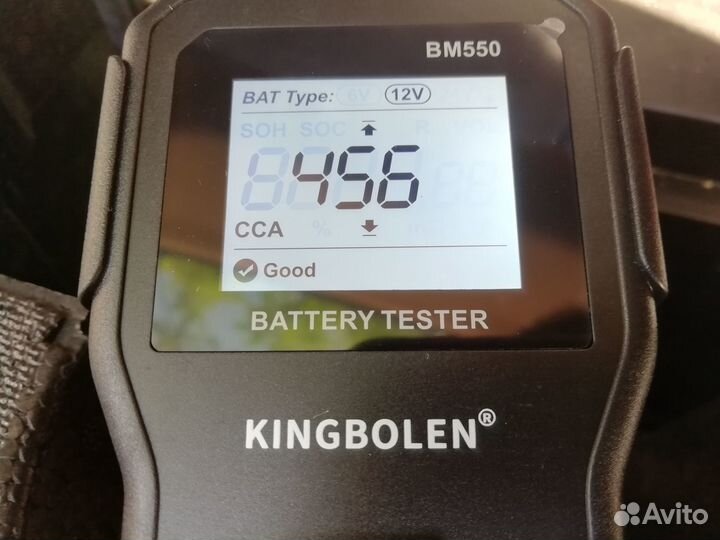 BM550
BAT Type: 6V 12V
SOH SOC R
456
CCA %
Good
BATTERY TESTER
KINGBOLEN®
Avito